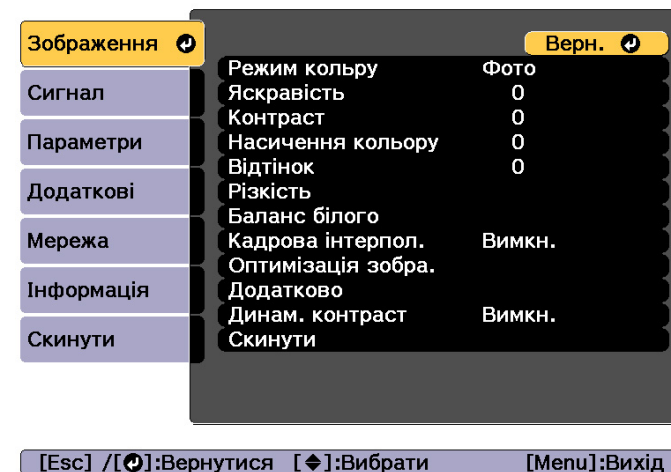 Зображення
Сигнал
Параметри
Додаткові
Мережа
Інформація
Скинути
Верн.
Режим кольру Фото
Яскравість 0
Контраст 0
Насичення кольору 0
Відтінок 0
Різкість
Баланс білого
Кадрова інтерпол. Вимкн.
Оптимізація зобра.
Додатково
Динам. контраст Вимкн.
Скинути
[Esc] /[⏎]:Вернутися [♦]:Вибрати [Menu]:Вихід